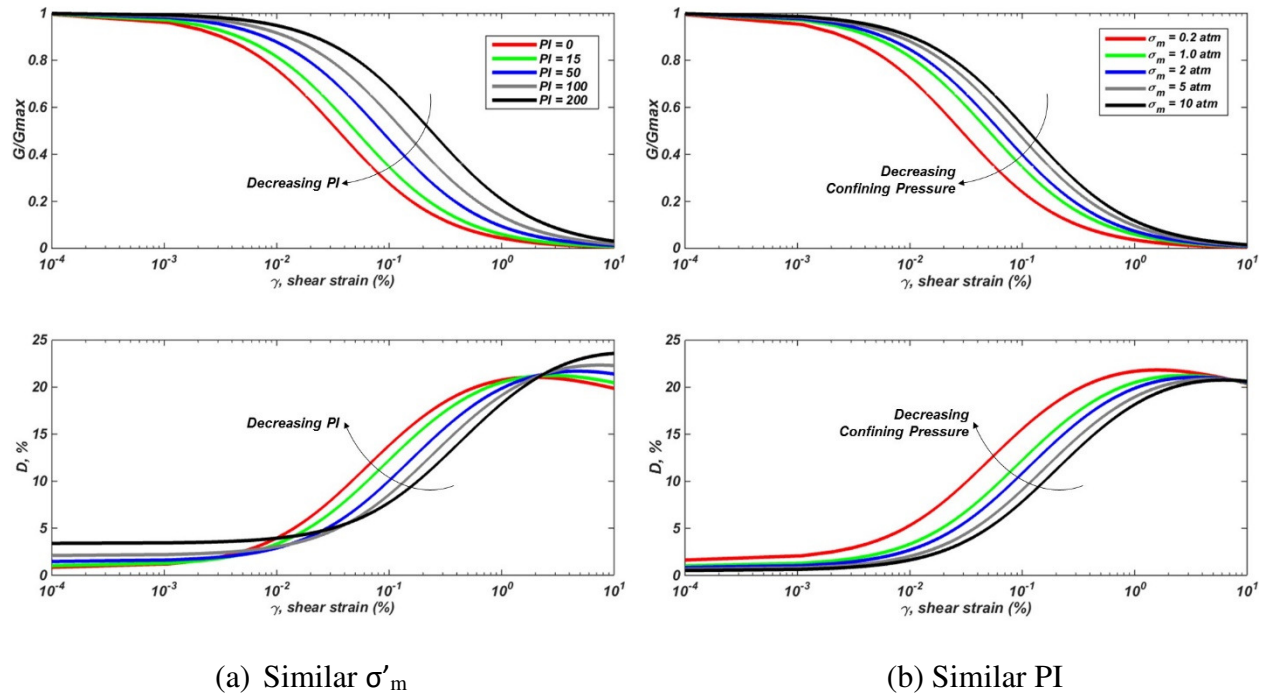 1
0.8
0.6
0.4
0.2
0
G/Gmax
PI = 0
PI = 15
PI = 50
PI = 100
PI = 200
Decreasing PI
10⁻⁴ 10⁻³ 10⁻² 10⁻¹ 10⁰ 10¹
γ, shear strain (%)
1
0.8
0.6
0.4
0.2
0
G/Gmax
σm = 0.2 atm
σm = 1.0 atm
σm = 2 atm
σm = 5 atm
σm = 10 atm
Decreasing
Confining Pressure
10⁻⁴ 10⁻³ 10⁻² 10⁻¹ 10⁰ 10¹
γ, shear strain (%)
25
20
15
10
5
0
D, %
Decreasing PI
10⁻⁴ 10⁻³ 10⁻² 10⁻¹ 10⁰ 10¹
γ, shear strain (%)
25
20
15
10
5
0
D, %
Decreasing
Confining Pressure
10⁻⁴ 10⁻³ 10⁻² 10⁻¹ 10⁰ 10¹
γ, shear strain (%)
(a) Similar σ’m
(b) Similar PI